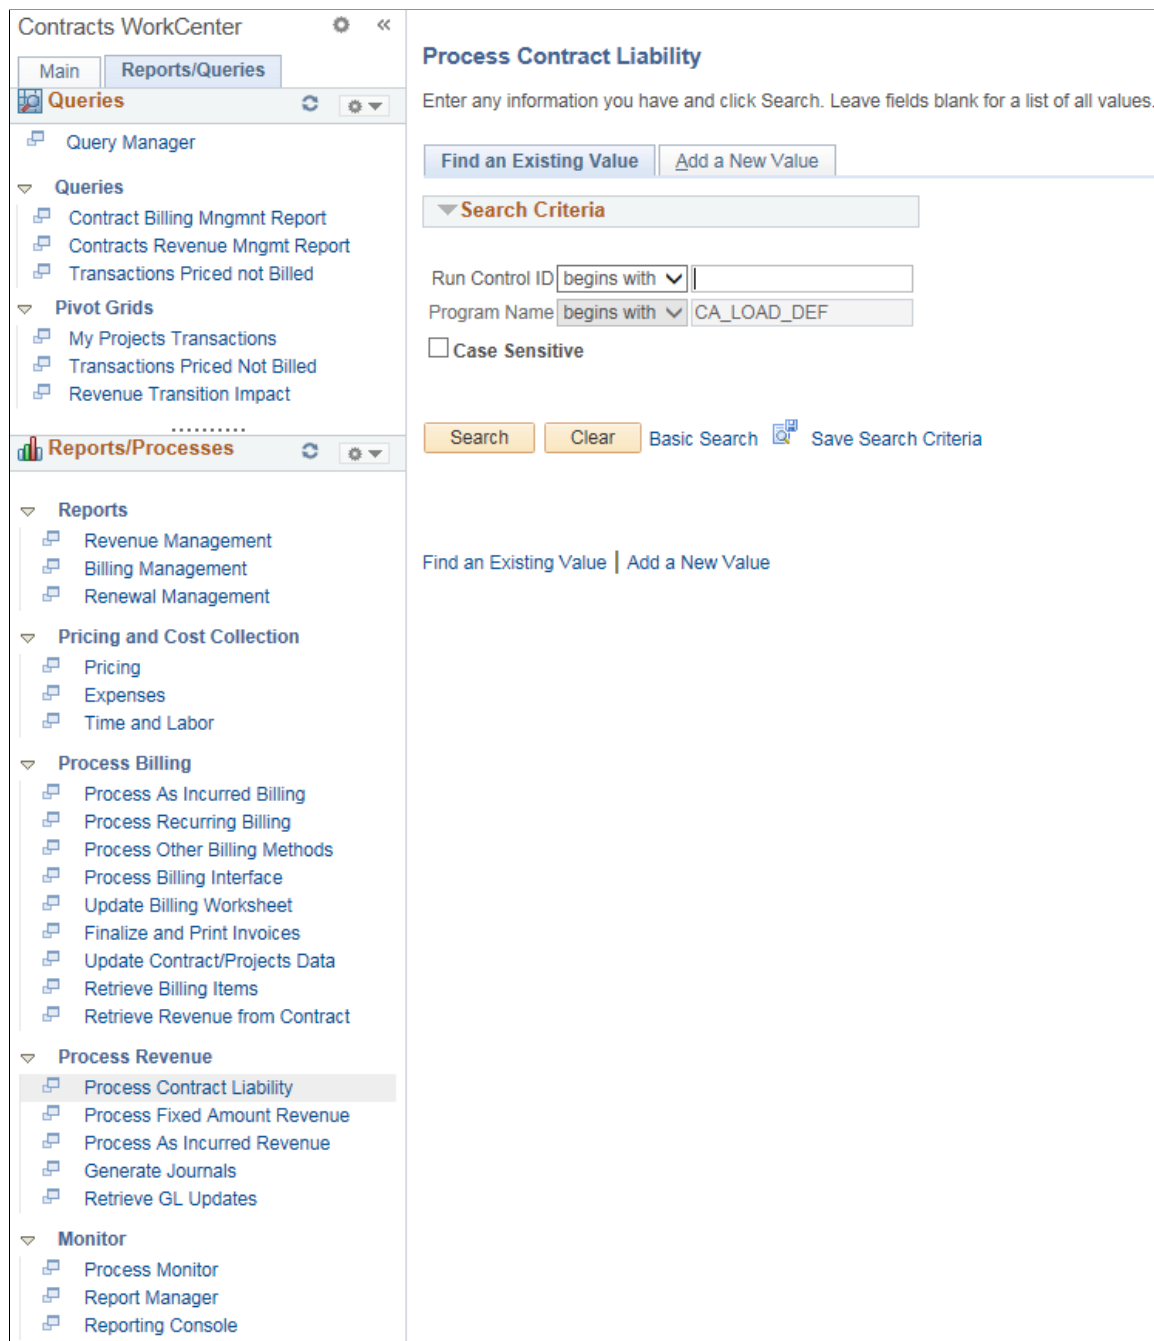 Contracts WorkCenter
Main
Reports/Queries
Queries
Query Manager
Queries
Contract Billing Mngmnt Report
Contracts Revenue Mngmt Report
Transactions Priced not Billed
Pivot Grids
My Projects Transactions
Transactions Priced Not Billed
Revenue Transition Impact
Reports/Processes
Reports
Revenue Management
Billing Management
Renewal Management
Pricing and Cost Collection
Pricing
Expenses
Time and Labor
Process Billing
Process As Incurred Billing
Process Recurring Billing
Process Other Billing Methods
Process Billing Interface
Update Billing Worksheet
Finalize and Print Invoices
Update Contract/Projects Data
Retrieve Billing Items
Retrieve Revenue from Contract
Process Revenue
Process Contract Liability
Process Fixed Amount Revenue
Process As Incurred Revenue
Generate Journals
Retrieve GL Updates
Monitor
Process Monitor
Report Manager
Reporting Console
Process Contract Liability
Enter any information you have and click Search. Leave fields blank for a list of all values.
Find an Existing Value
Add a New Value
Search Criteria
Run Control ID begins with
Program Name begins with CA_LOAD_DEF
Case Sensitive
Search Clear Basic Search Save Search Criteria
Find an Existing Value | Add a New Value